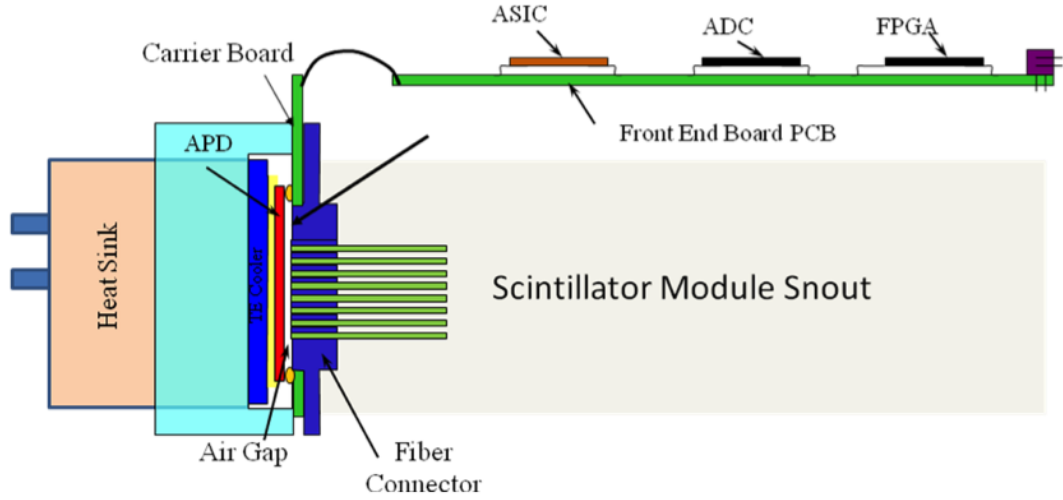 ASIC
ADC
FPGA
Carrier Board
Front End Board PCB
APD
Heat Sink
TE Cooler
Scintillator Module Snout
Air Gap
Fiber
Connector